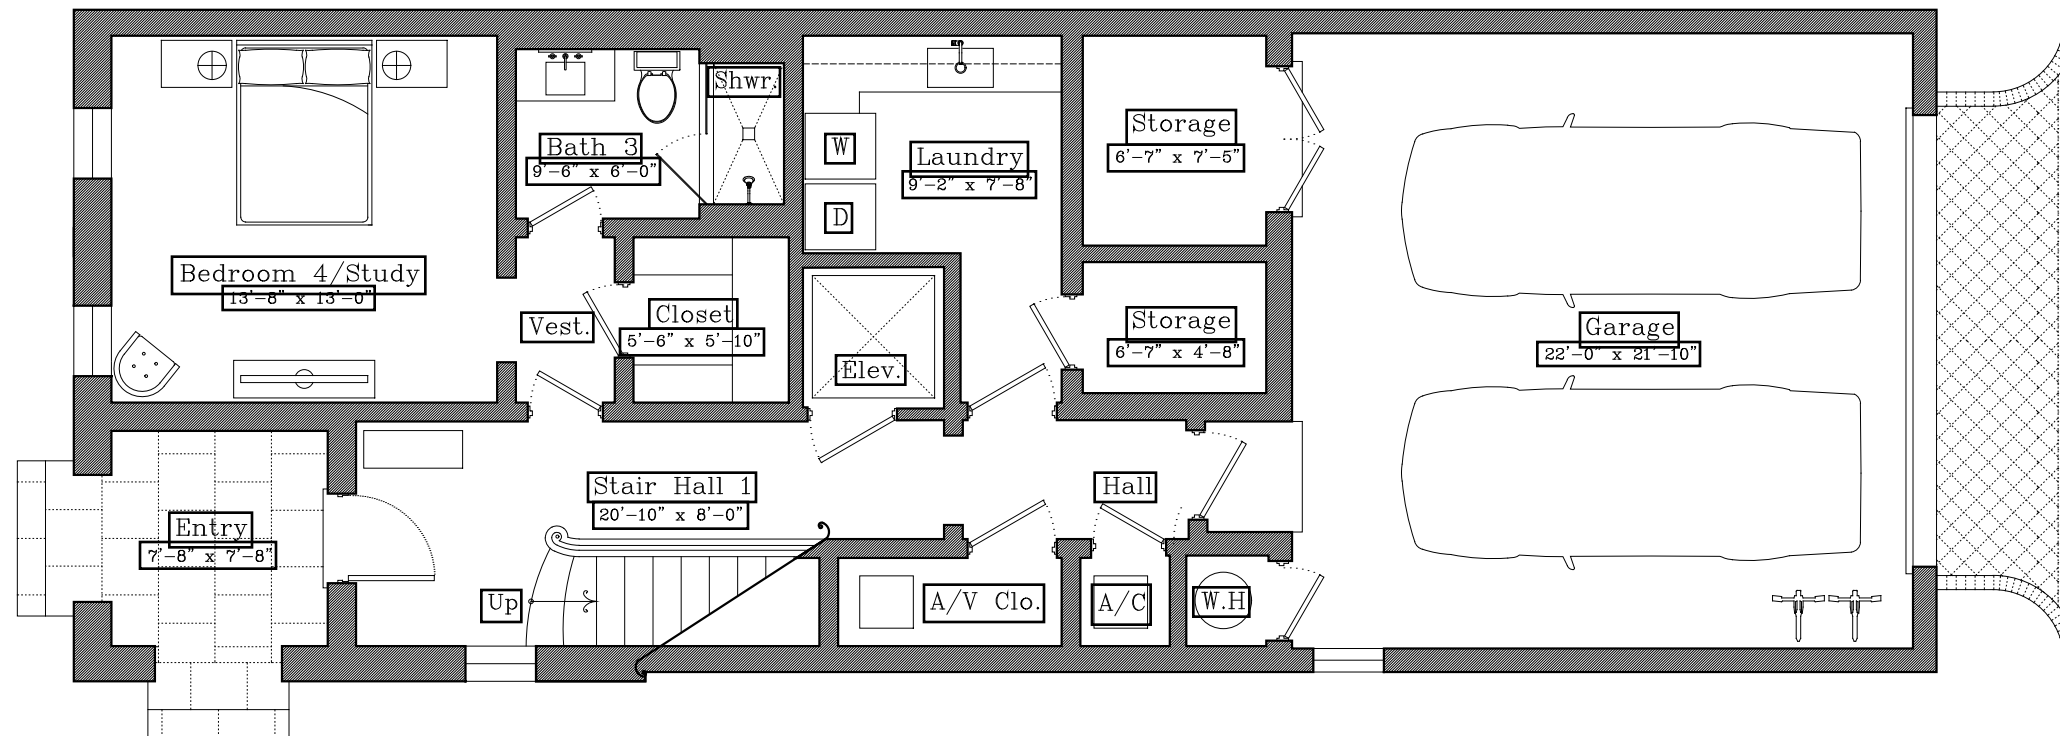 Shwr.
Bath 3
9'-6" x 6'-0"
W
D
Laundry
9'-2" x 7'-8"
Storage
6'-7" x 7'-5"
Bedroom 4/Study
13'-8" x 13'-0"
Vest.
Closet
5'-6" x 5'-10"
Elev.
Storage
6'-7" x 4'-8"
Garage
22'-0" x 21'-10"
Entry
7'-8" x 7'-8"
Stair Hall 1
20'-10" x 8'-0"
Hall
Up
A/V Clo.
A/C
W.H